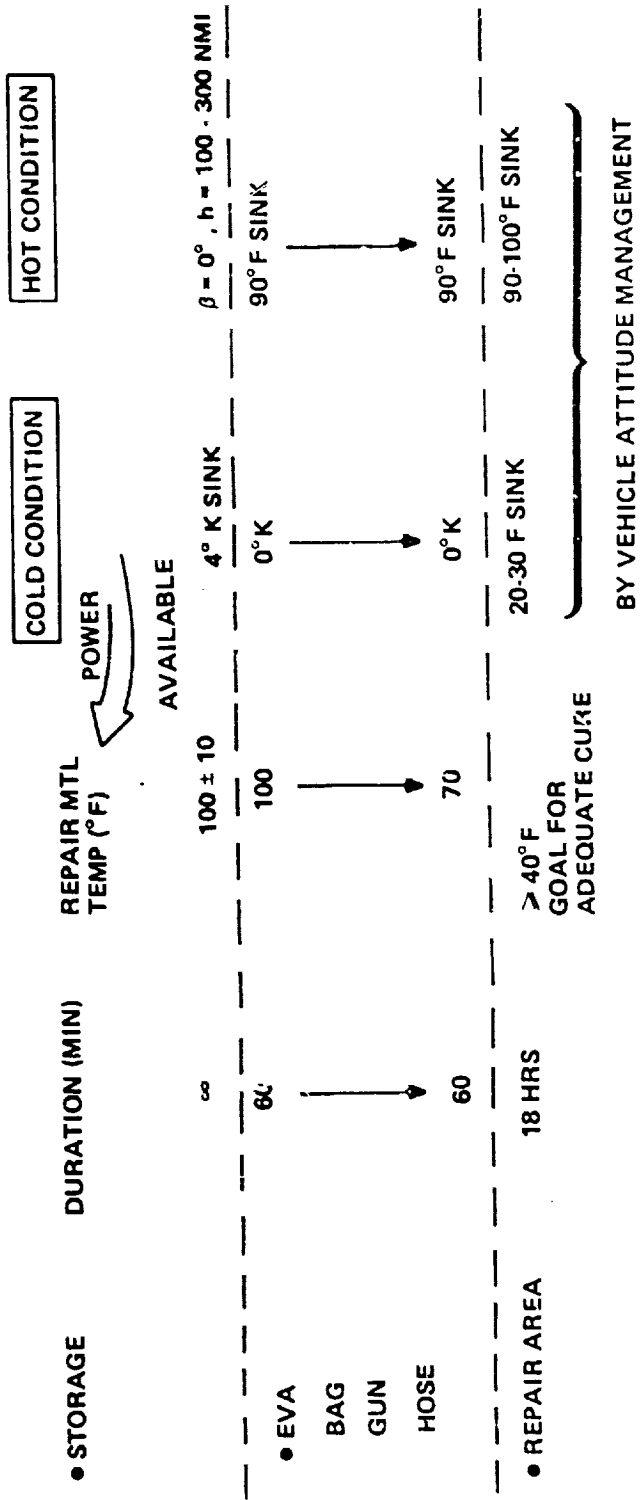 HOT CONDITION
COLD CONDITION
POWER
AVAILABLE
REPAIR MTL
TEMP (°F)
DURATION (MIN)
● STORAGE
∞
100 ± 10
4° K SINK
β = 0° , h = 100 - 300 NMI
● EVA
60
100
0° K
90° F SINK
BAG
GUN
HOSE
60
70
0° K
90° F SINK
● REPAIR AREA
18 HRS
> 40°F
GOAL FOR
ADEQUATE CURE
20-30 F SINK
90-100° F SINK
BY VEHICLE ATTITUDE MANAGEMENT